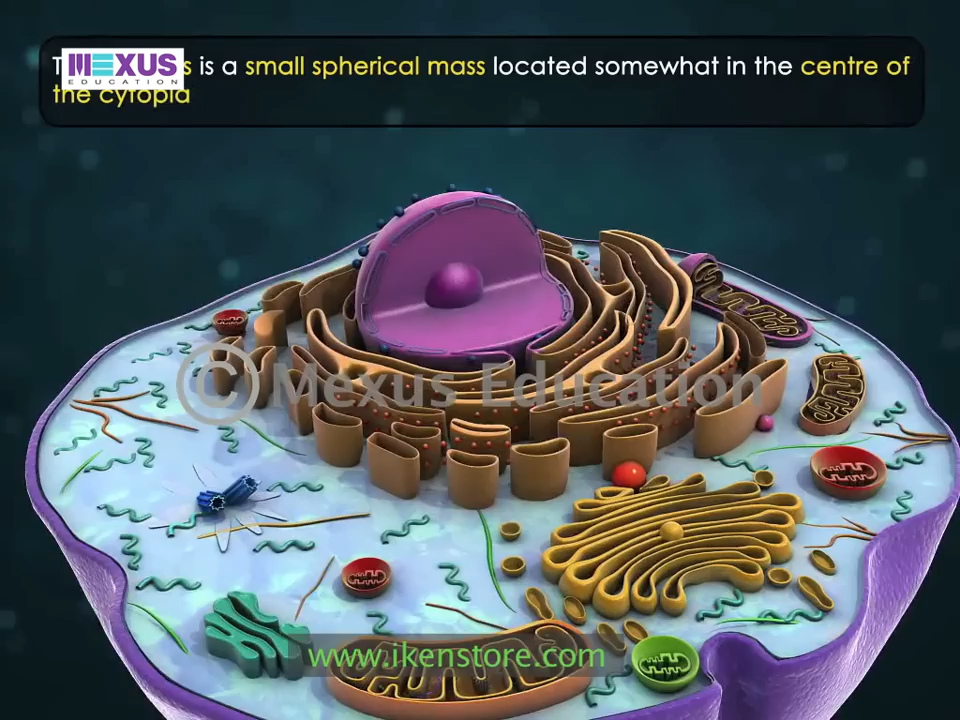 MEXUS
EDUCATION
is a small spherical mass located somewhat in the centre of
the cytopla
© Mexus Education
www.ikenstore.com